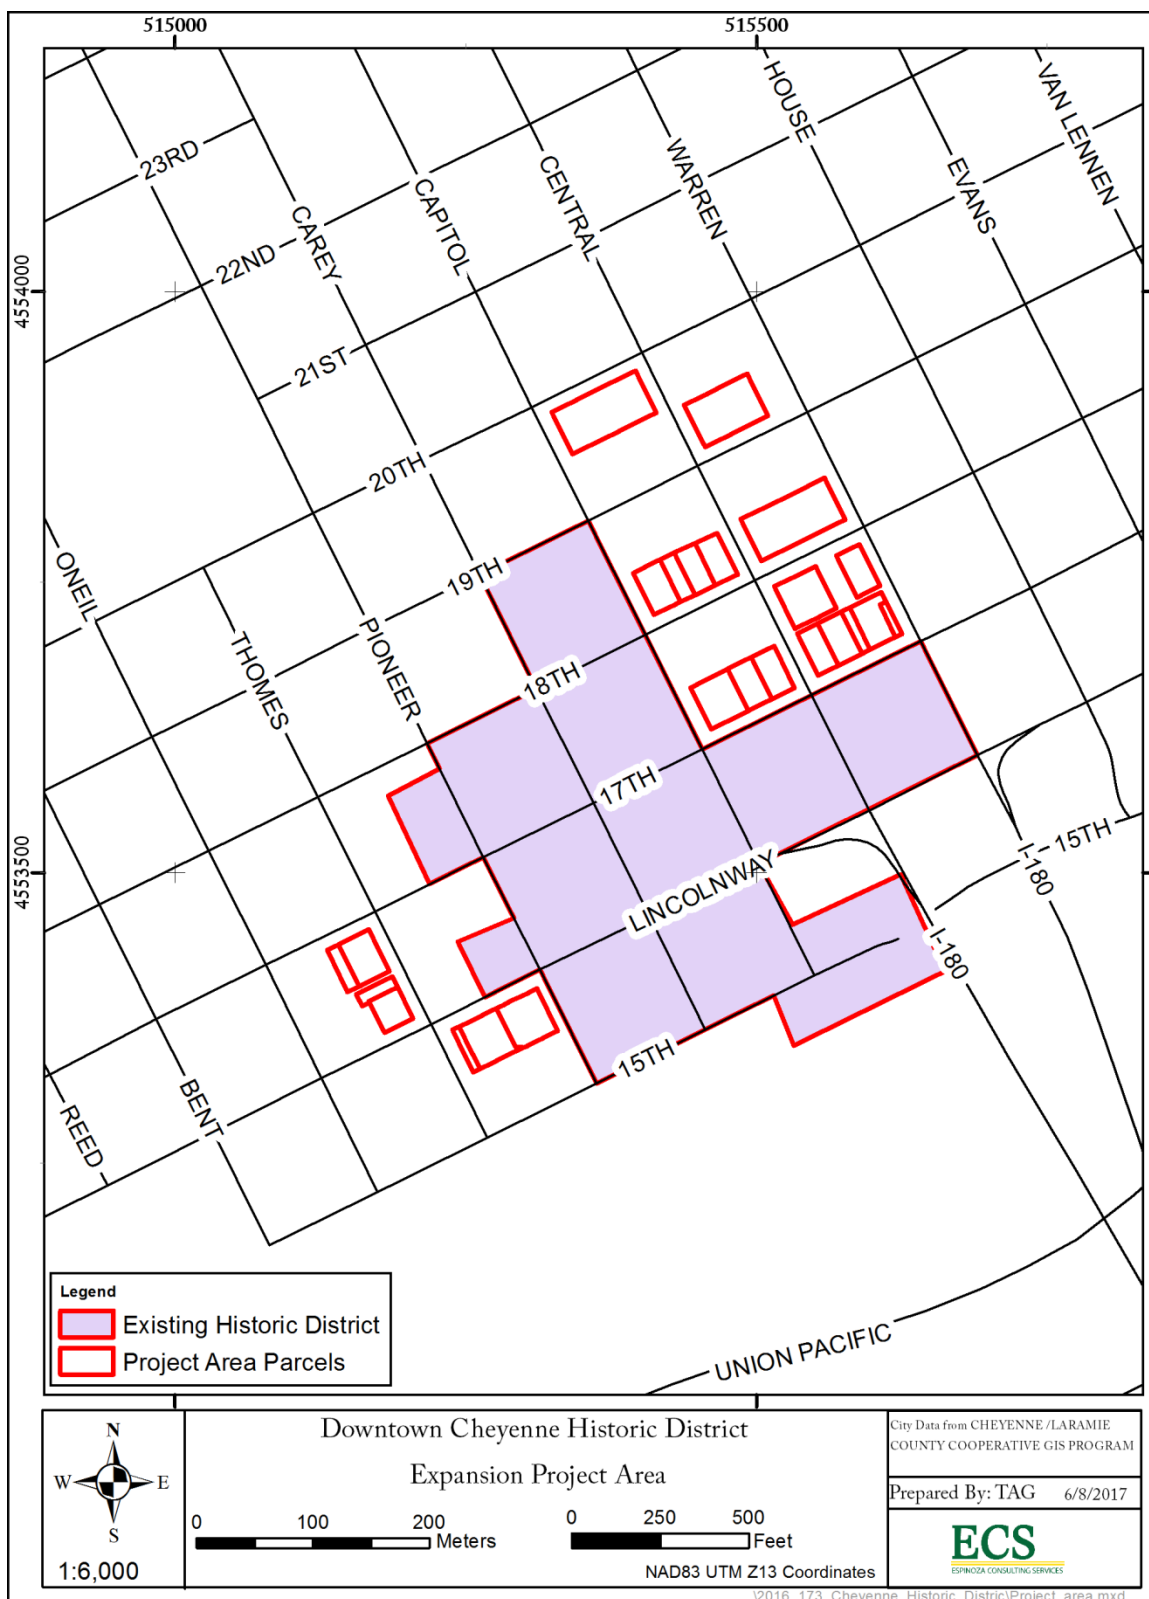 515000
515500
HOUSE
VAN LENNEN
23RD
WARREN
CENTRAL
EVANS
CAPITOL
CAREY
22ND
4554000
21ST
20TH
ONEIL
19TH
THOMES
PIONEER
18TH
17TH
4553500
LINCOLNWAY
15TH
I-180
I-180
15TH
BENT
REED
UNION PACIFIC
Legend
Existing Historic District
Project Area Parcels
N
W E
S
1:6,000
Downtown Cheyenne Historic District
Expansion Project Area
0 100 200
Meters
0 250 500
Feet
NAD83 UTM Z13 Coordinates
City Data from CHEYENNE /LARAMIE
COUNTY COOPERATIVE GIS PROGRAM
Prepared By: TAG 6/8/2017
ECS
ESPINOZA CONSULTING SERVICES
\2016_173_Cheyenne_Historic_Distric\Project_area.mxd